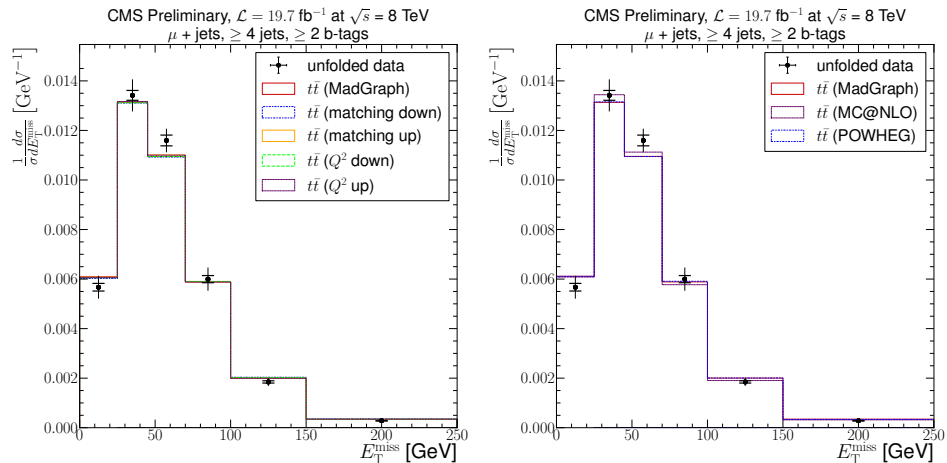 CMS Preliminary, ℒ = 19.7 fb⁻¹ at √s = 8 TeV
μ + jets, ≥ 4 jets, ≥ 2 b-tags
1/σ dσ/dE_T^miss [GeV⁻¹]
0.014
0.012
0.010
0.008
0.006
0.004
0.002
0.000
unfolded data
tt̄ (MadGraph)
tt̄ (matching down)
tt̄ (matching up)
tt̄ (Q² down)
tt̄ (Q² up)
0 50 100 150 200 250
E_T^miss [GeV]
CMS Preliminary, ℒ = 19.7 fb⁻¹ at √s = 8 TeV
μ + jets, ≥ 4 jets, ≥ 2 b-tags
1/σ dσ/dE_T^miss [GeV⁻¹]
0.014
0.012
0.010
0.008
0.006
0.004
0.002
0.000
unfolded data
tt̄ (MadGraph)
tt̄ (MC@NLO)
tt̄ (POWHEG)
0 50 100 150 200 250
E_T^miss [GeV]